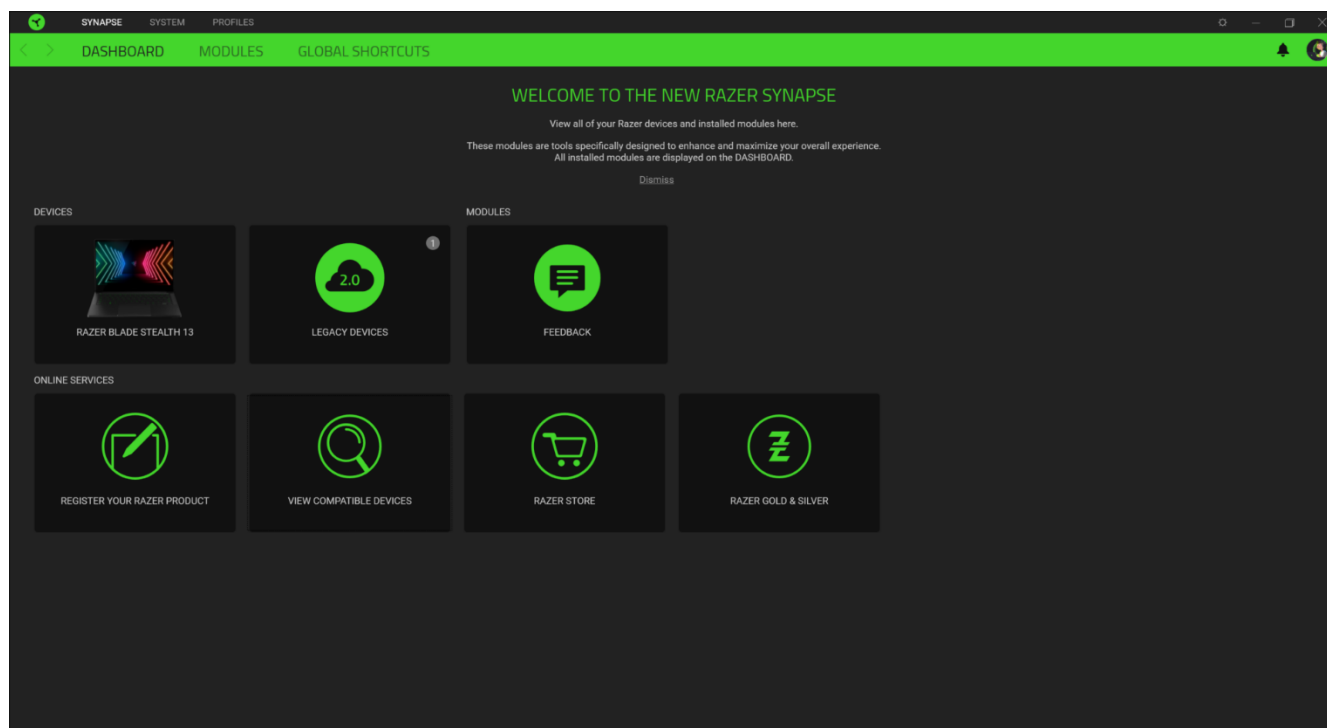 SYNAPSE SYSTEM PROFILES
DASHBOARD MODULES GLOBAL SHORTCUTS
WELCOME TO THE NEW RAZER SYNAPSE
View all of your Razer devices and installed modules here.
These modules are tools specifically designed to enhance and maximize your overall experience.
All installed modules are displayed on the DASHBOARD.
Dismiss
DEVICES
MODULES
1
2.0
RAZER BLADE STEALTH 13
LEGACY DEVICES
FEEDBACK
ONLINE SERVICES
REGISTER YOUR RAZER PRODUCT
VIEW COMPATIBLE DEVICES
RAZER STORE
RAZER GOLD & SILVER